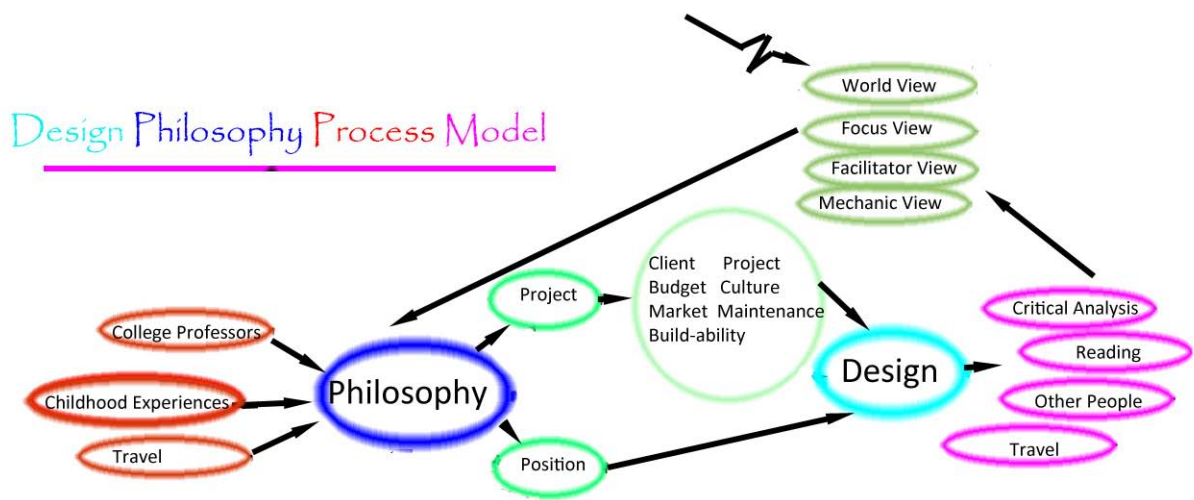 Design Philosophy Process Model
World View
Focus View
Facilitator View
Mechanic View
Client Project
Budget Culture
Market Maintenance
Build-ability
Project
College Professors
Childhood Experiences
Travel
Philosophy
Position
Design
Critical Analysis
Reading
Other People
Travel